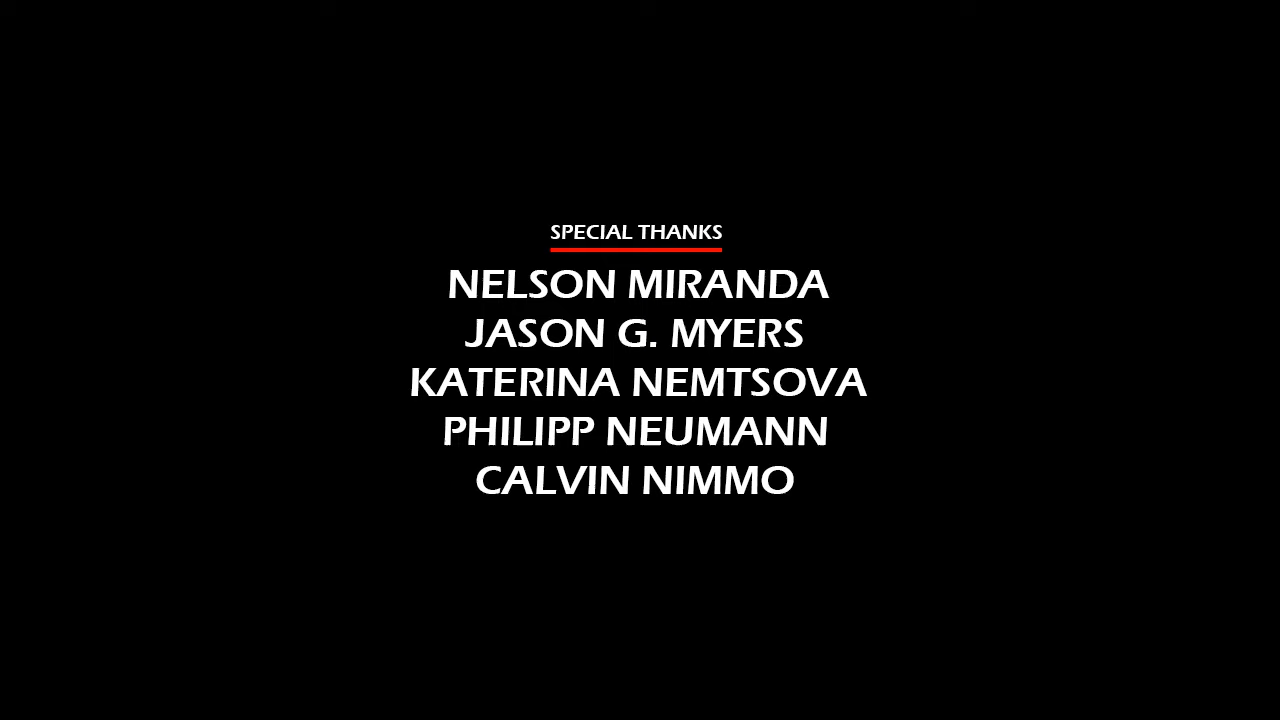 SPECIAL THANKS
NELSON MIRANDA
JASON G. MYERS
KATERINA NEMTSOVA
PHILIPP NEUMANN
CALVIN NIMMO